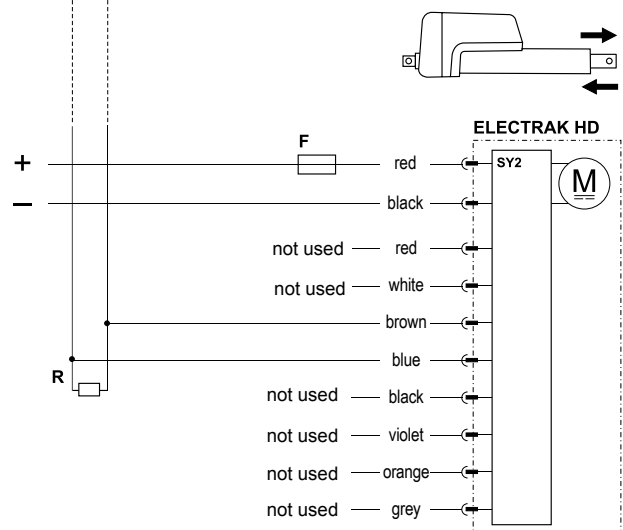 ELECTRAK HD
F
+ red SY2 M
− black
not used red
not used white
brown
blue
R
not used black
not used violet
not used orange
not used grey